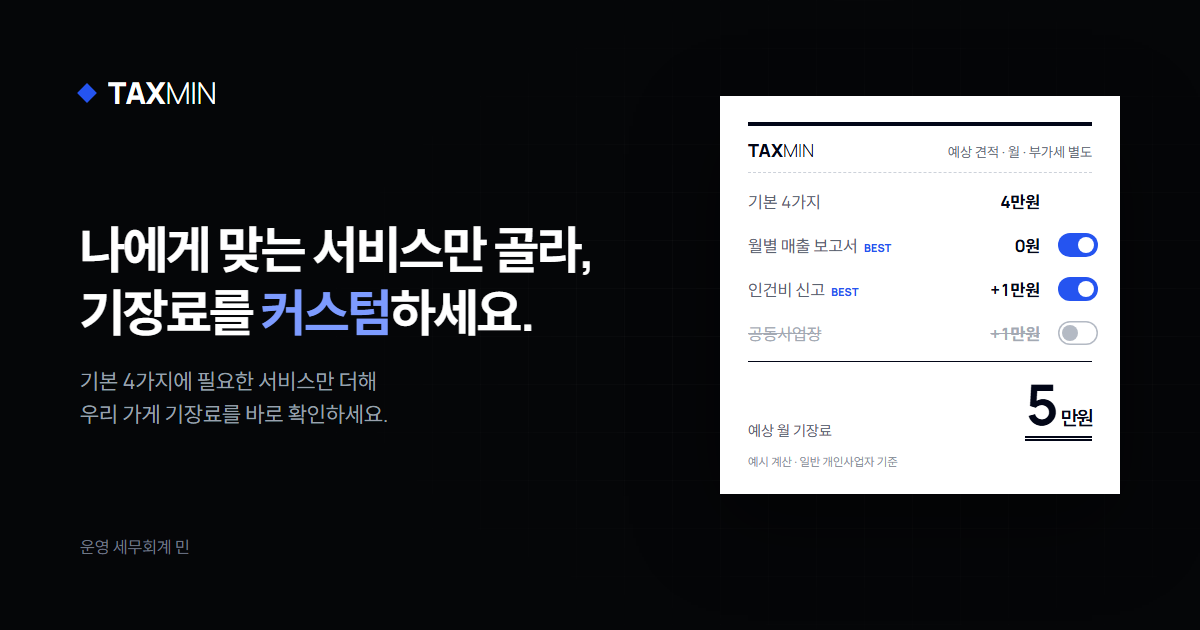 TAXMIN
나에게 맞는 서비스만 골라,
기장료를 커스텀하세요.
기본 4가지에 필요한 서비스만 더해
우리 가게 기장료를 바로 확인하세요.
운영 세무회계 민
TAXMIN 예상 견적 · 월 · 부가세 별도
기본 4가지 4만원
월별 매출 보고서 BEST 0원
인건비 신고 BEST +1만원
공동사업장 +1만원
예상 월 기장료 5 만원
예시 계산 · 일반 개인사업자 기준